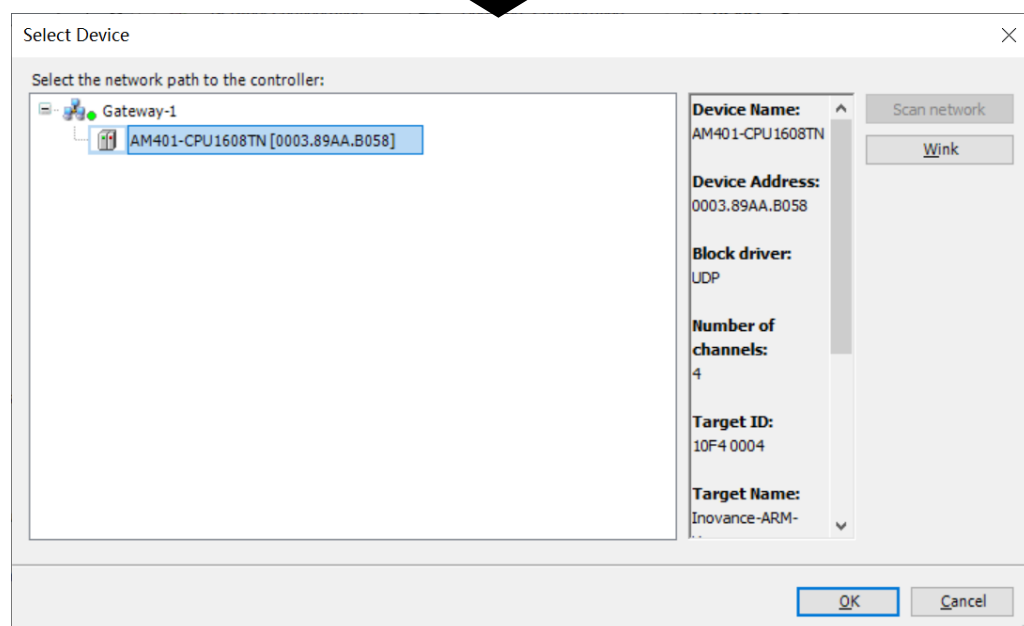 Select Device
Select the network path to the controller:
Gateway-1
AM401-CPU1608TN [0003.89AA.B058]
Device Name:
AM401-CPU1608TN
Device Address:
0003.89AA.B058
Block driver:
UDP
Number of
channels:
4
Target ID:
10F4 0004
Target Name:
Inovance-ARM-
Scan network
Wink
OK
Cancel